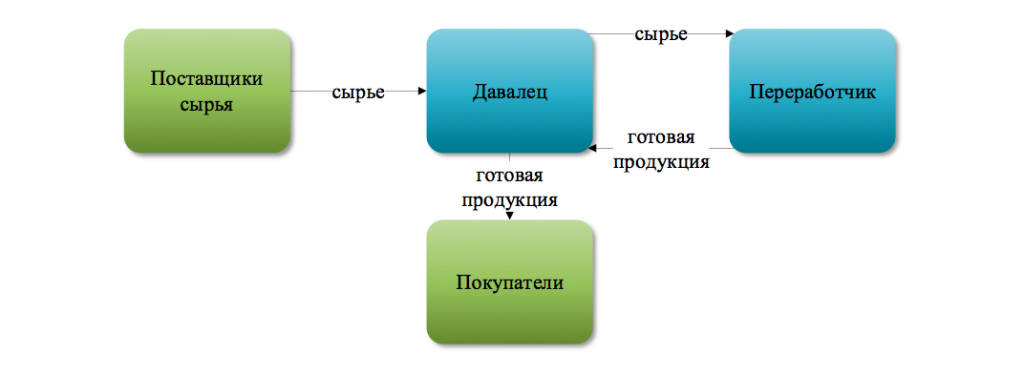 сырье
Поставщики
сырья
сырье
Давалец
Переработчик
готовая
продукция
готовая
продукция
Покупатели